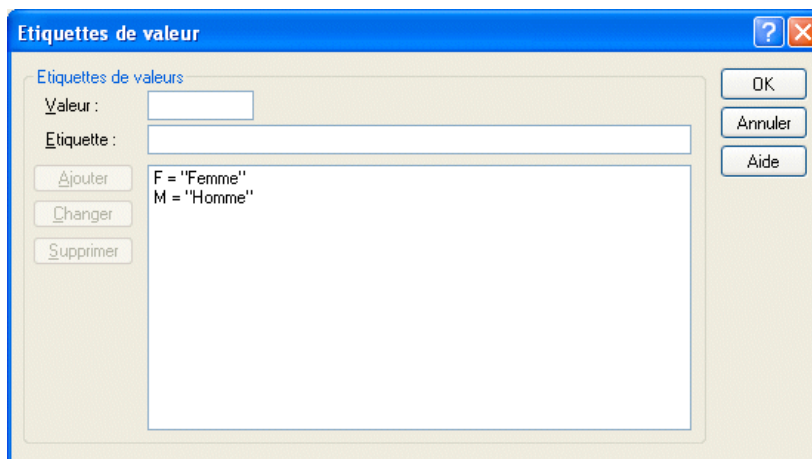 Etiquettes de valeur
Etiquettes de valeurs
Valeur :
Etiquette :
OK
Annuler
Aide
Ajouter
Changer
Supprimer
F = "Femme"
M = "Homme"